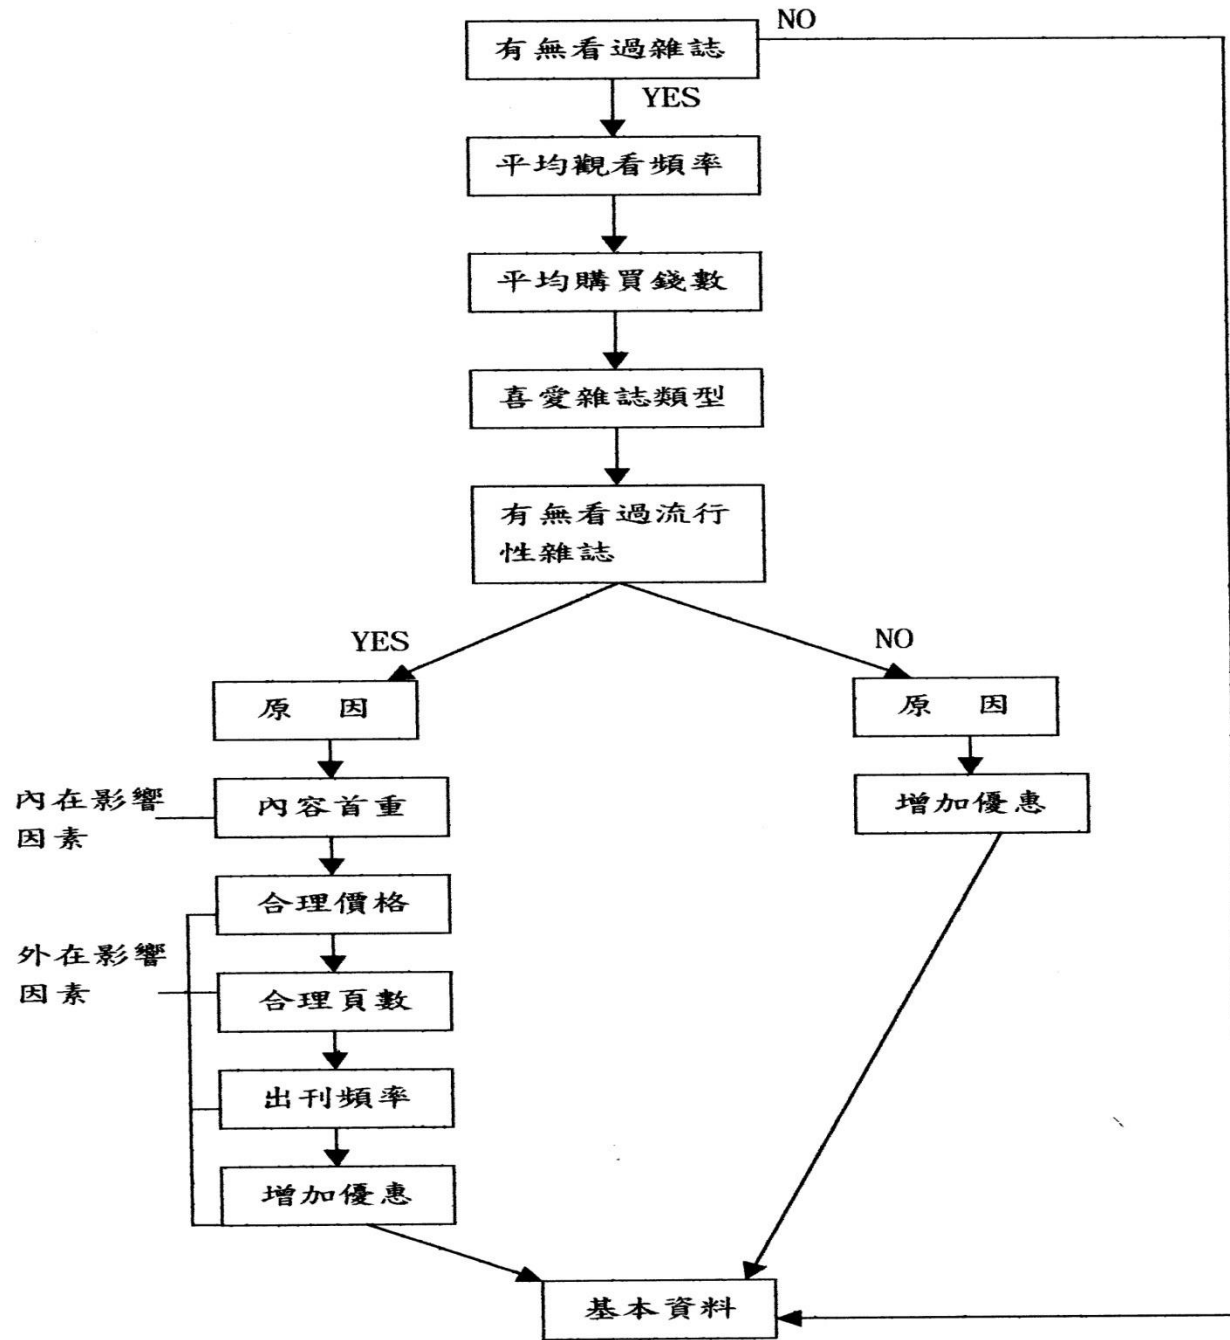 有無看過雜誌
NO
YES
平均觀看頻率
平均購買錢數
喜愛雜誌類型
有無看過流行
性雜誌
YES
NO
原 因
原 因
內在影響
因素
內容首重
增加優惠
合理價格
外在影響
因素
合理頁數
出刊頻率
增加優惠
基本資料